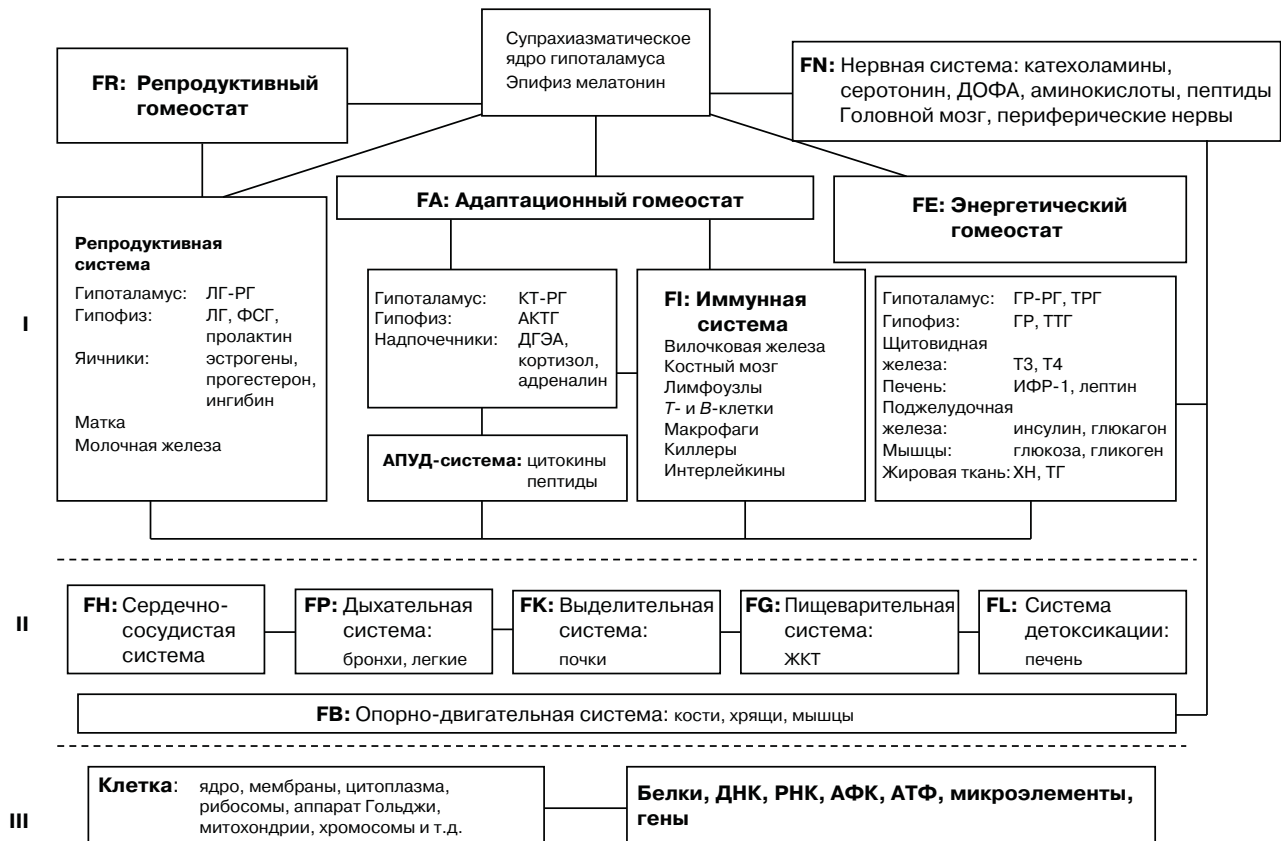 Супрахиазматическое
ядро гипоталамуса
Эпифиз мелатонин
FR: Репродуктивный
гомеостат
FN: Нервная система: катехоламины,
серотонин, ДОФА, аминокислоты, пептиды
Головной мозг, периферические нервы
FA: Адаптационный гомеостат
FE: Энергетический
гомеостат
I
Репродуктивная
система
Гипоталамус: ЛГ-РГ
Гипофиз: ЛГ, ФСГ,
пролактин
Яичники: эстрогены,
прогестерон,
ингибин
Матка
Молочная железа
Гипоталамус: КТ-РГ
Гипофиз: АКТГ
Надпочечники: ДГЭА,
кортизол,
адреналин
АПУД-система: цитокины
пептиды
FI: Иммунная
система
Вилочковая железа
Костный мозг
Лимфоузлы
Т- и В-клетки
Макрофаги
Киллеры
Интерлейкины
Гипоталамус: ГР-РГ, ТРГ
Гипофиз: ГР, ТТГ
Щитовидная
железа: Т3, Т4
Печень: ИФР-1, лептин
Поджелудочная
железа: инсулин, глюкагон
Мышцы: глюкоза, гликоген
Жировая ткань: ХН, ТГ
II
FH: Сердечно-
сосудистая
система
FP: Дыхательная
система:
бронхи, легкие
FK: Выделительная
система:
почки
FG: Пищеварительная
система:
ЖКТ
FL: Система
детоксикации:
печень
FB: Опорно-двигательная система: кости, хрящи, мышцы
III
Клетка: ядро, мембраны, цитоплазма,
рибосомы, аппарат Гольджи,
митохондрии, хромосомы и т.д.
Белки, ДНК, РНК, АФК, АТФ, микроэлементы,
гены